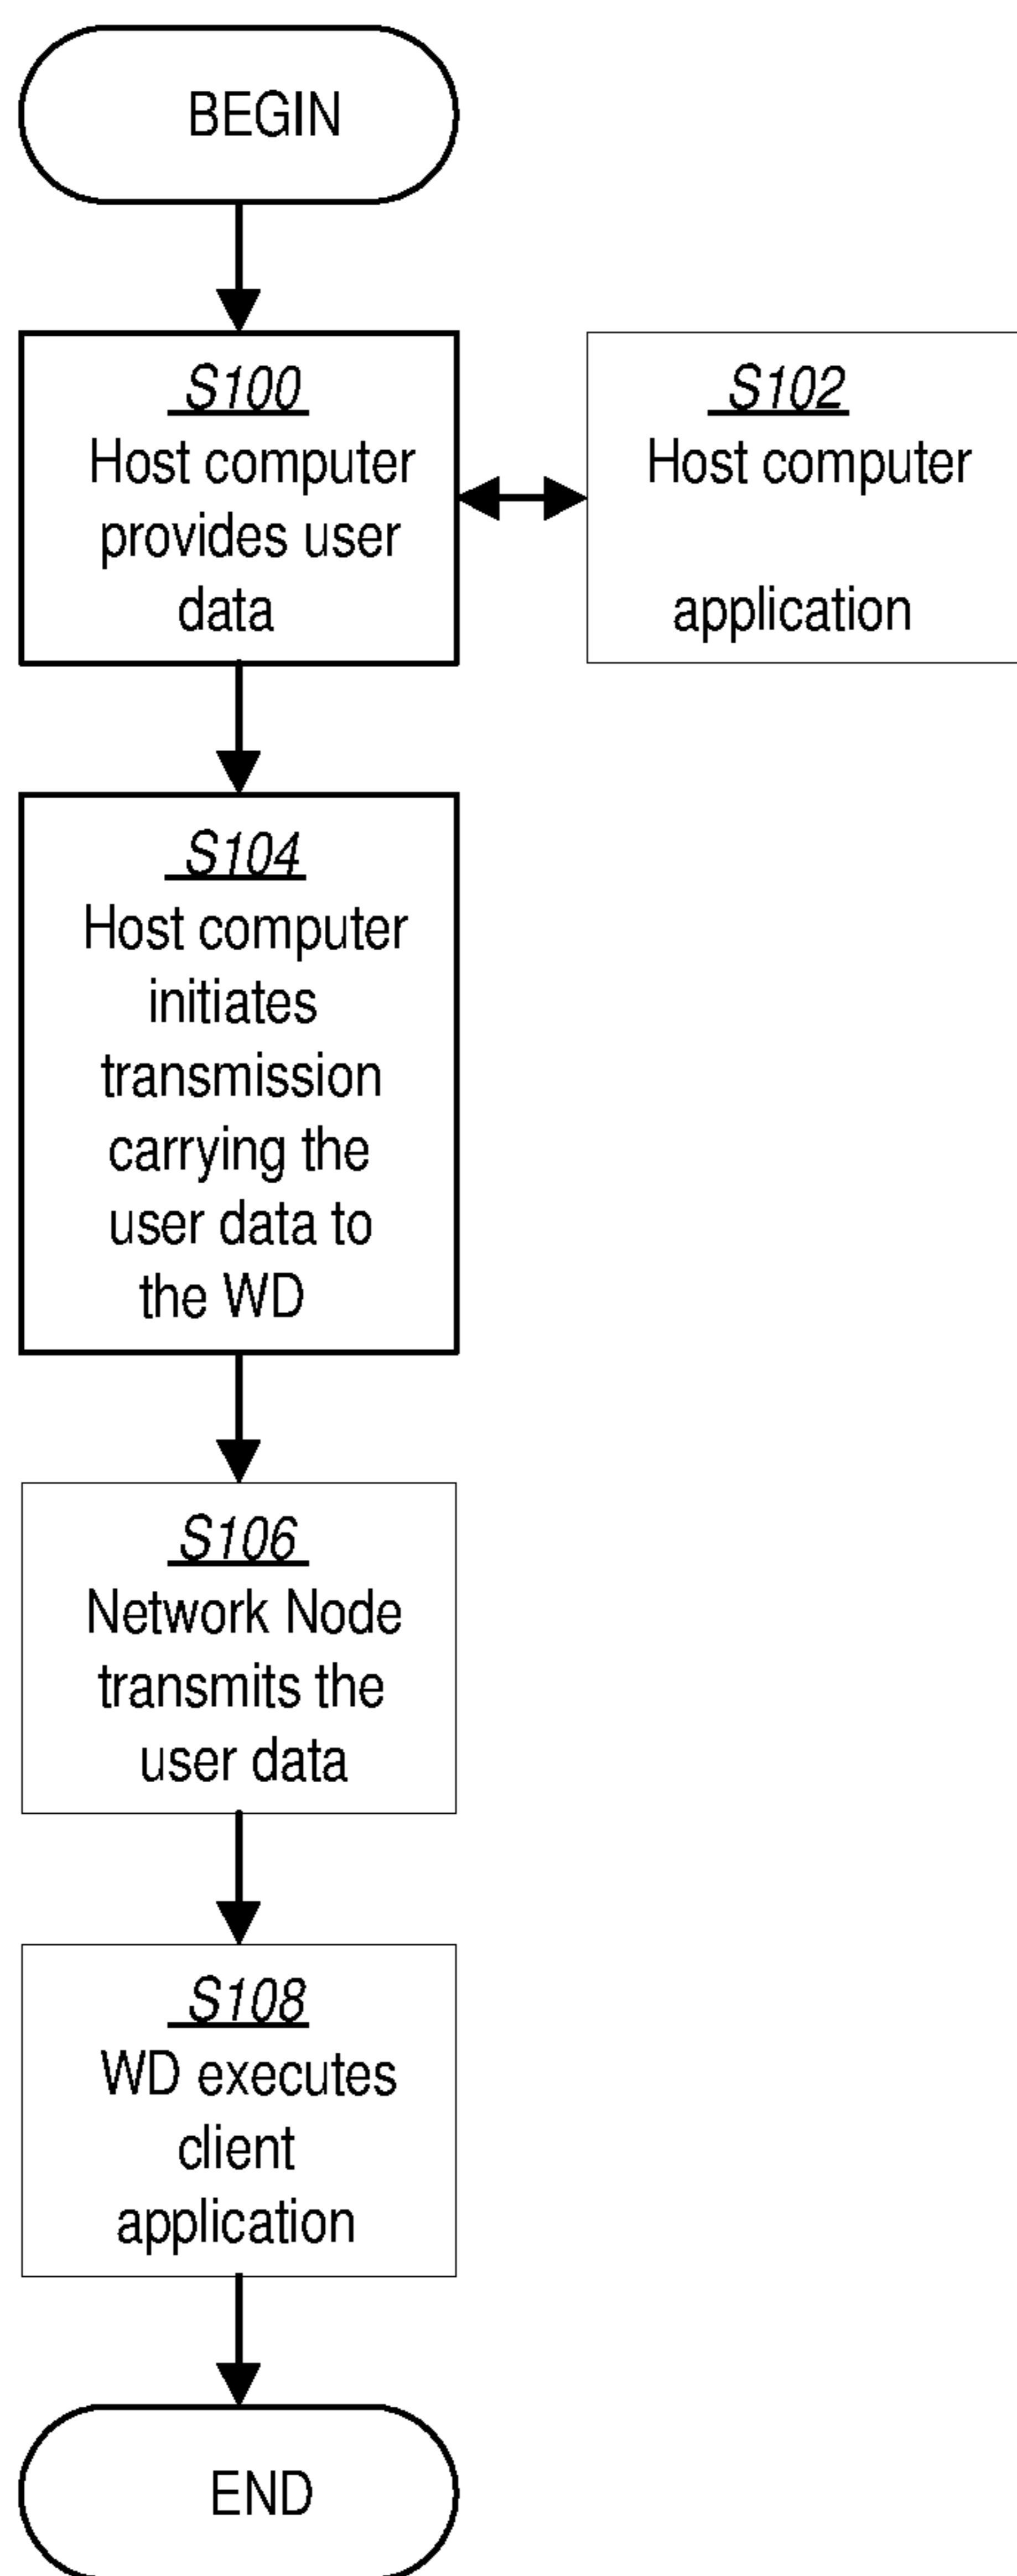 BEGIN
S100
Host computer
provides user
data
S102
Host computer
application
S104
Host computer
initiates
transmission
carrying the
user data to
the WD
S106
Network Node
transmits the
user data
S108
WD executes
client
application
END